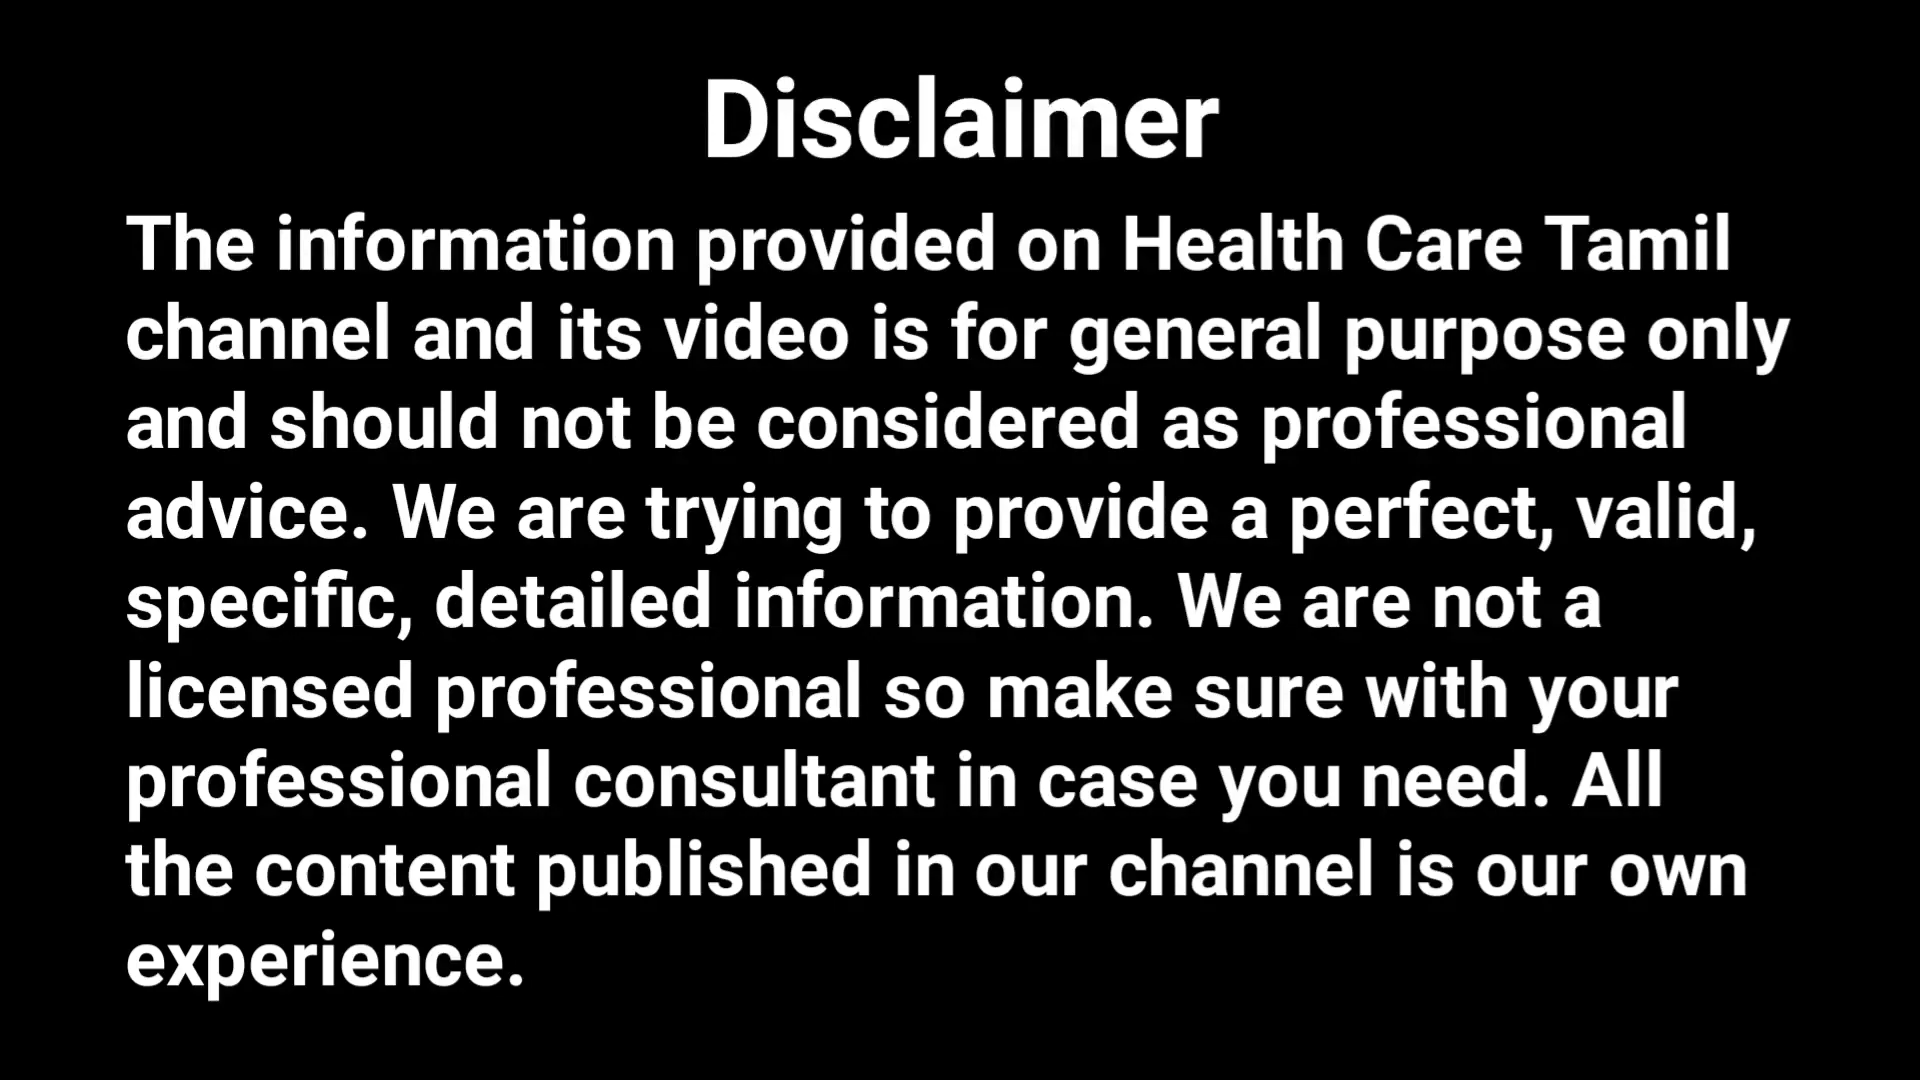 Disclaimer
The information provided on Health Care Tamil
channel and its video is for general purpose only
and should not be considered as professional
advice. We are trying to provide a perfect, valid,
specific, detailed information. We are not a
licensed professional so make sure with your
professional consultant in case you need. All
the content published in our channel is our own
experience.